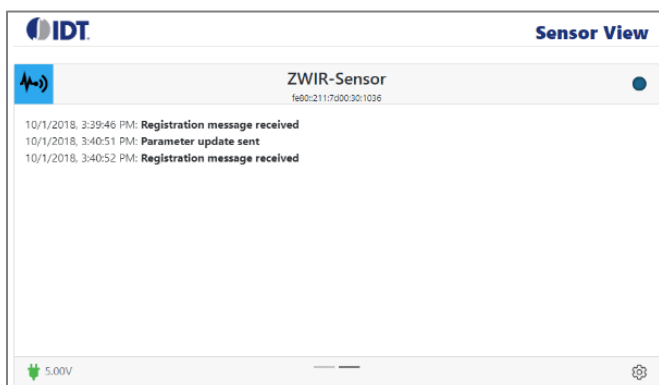 IDT
Sensor View
ZWIR-Sensor
fe80::211:7d00:30:1036
10/1/2018, 3:39:46 PM: Registration message received
10/1/2018, 3:40:51 PM: Parameter update sent
10/1/2018, 3:40:52 PM: Registration message received
5.00V